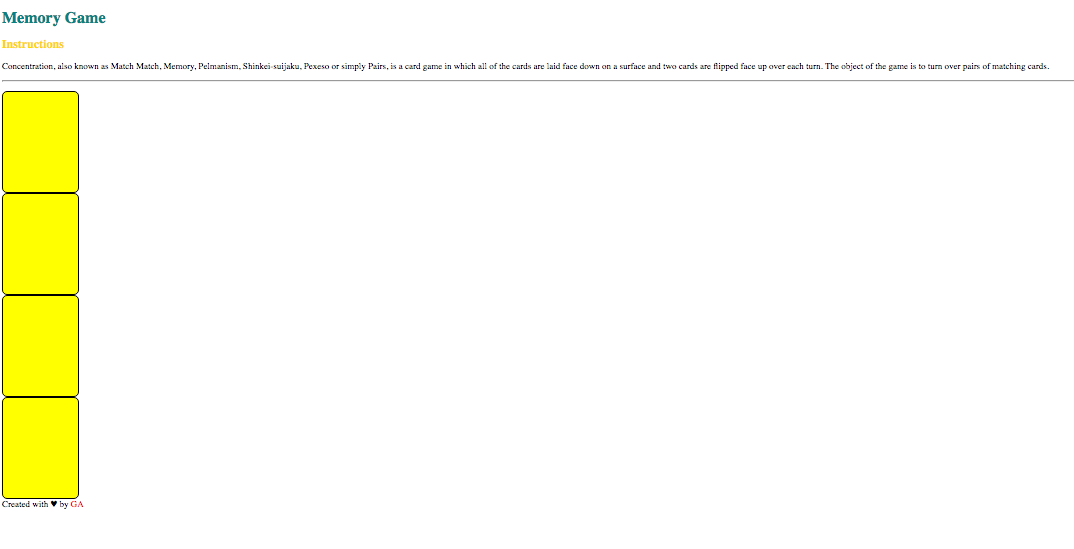 Memory Game
Instructions
Concentration, also known as Match Match, Memory, Pelmanism, Shinkei-suijaku, Pexeso or simply Pairs, is a card game in which all of the cards are laid face down on a surface and two cards are flipped face up over each turn. The object of the game is to turn over pairs of matching cards.
Created with ♥ by GA